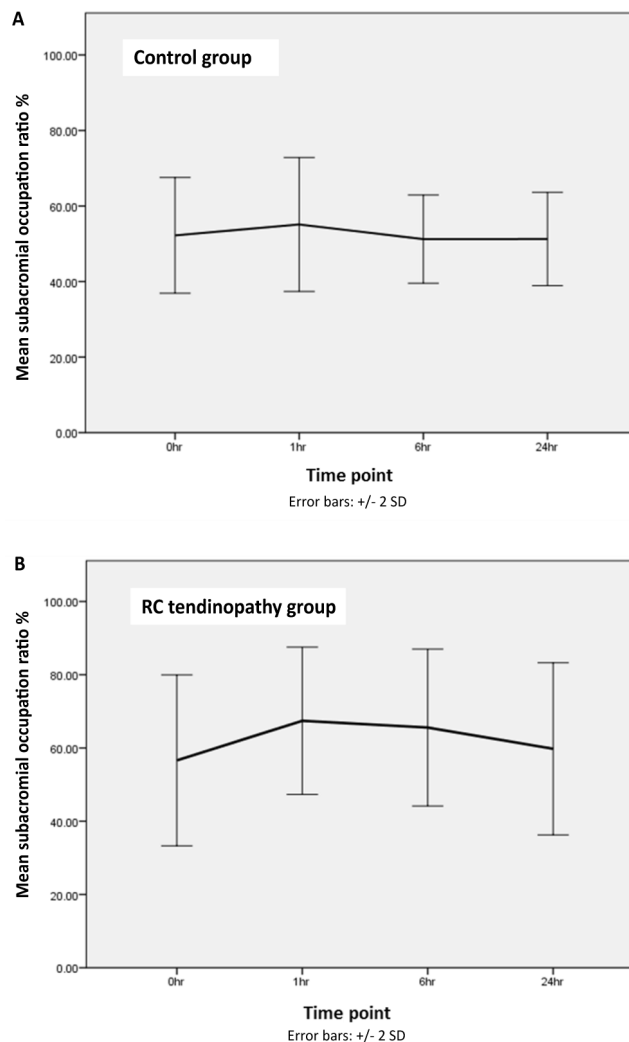 A
Control group
Mean subacromial occupation ratio %
100.00
80.00
60.00
40.00
20.00
0.00
0hr 1hr 6hr 24hr
Time point
Error bars: +/- 2 SD
B
RC tendinopathy group
Mean subacromial occupation ratio %
100.00
80.00
60.00
40.00
20.00
0.00
0hr 1hr 6hr 24hr
Time point
Error bars: +/- 2 SD